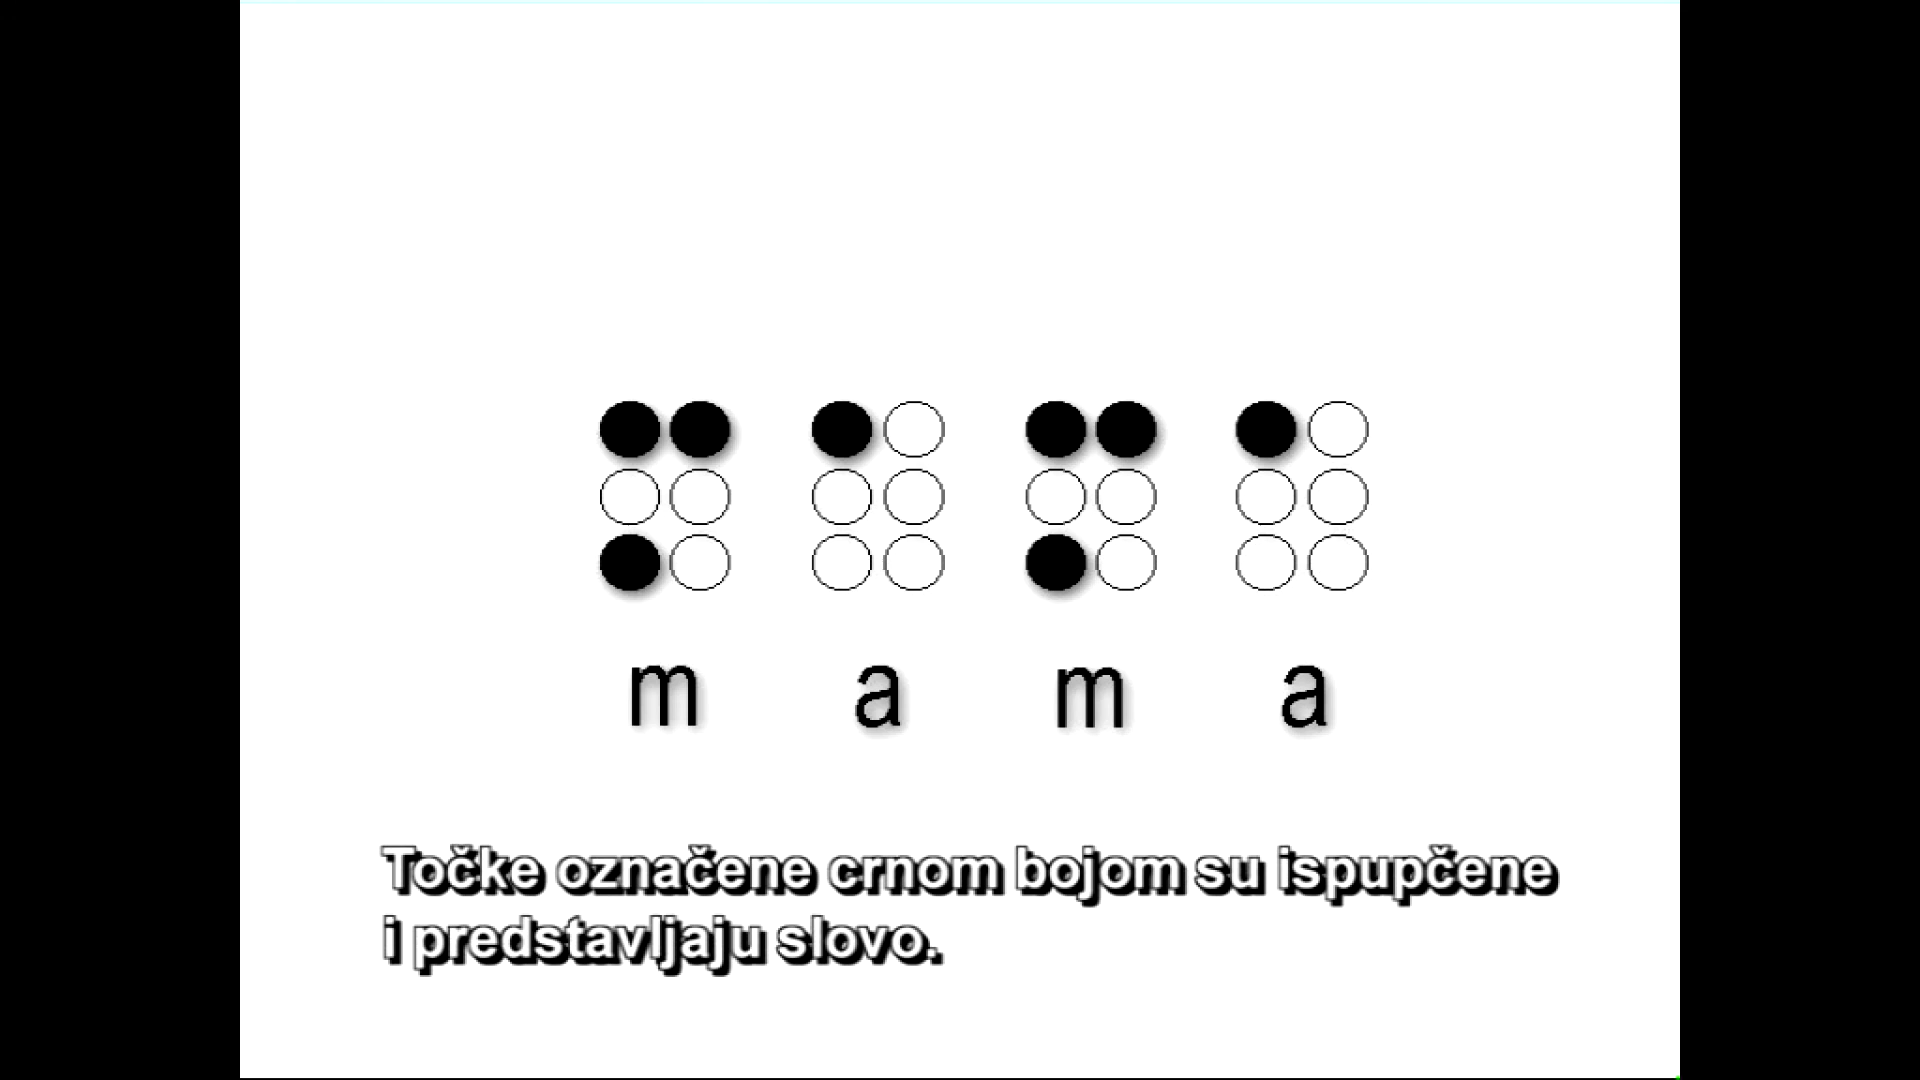 m a m a
Točke označene crnom bojom su ispupčene
i predstavljaju slovo.